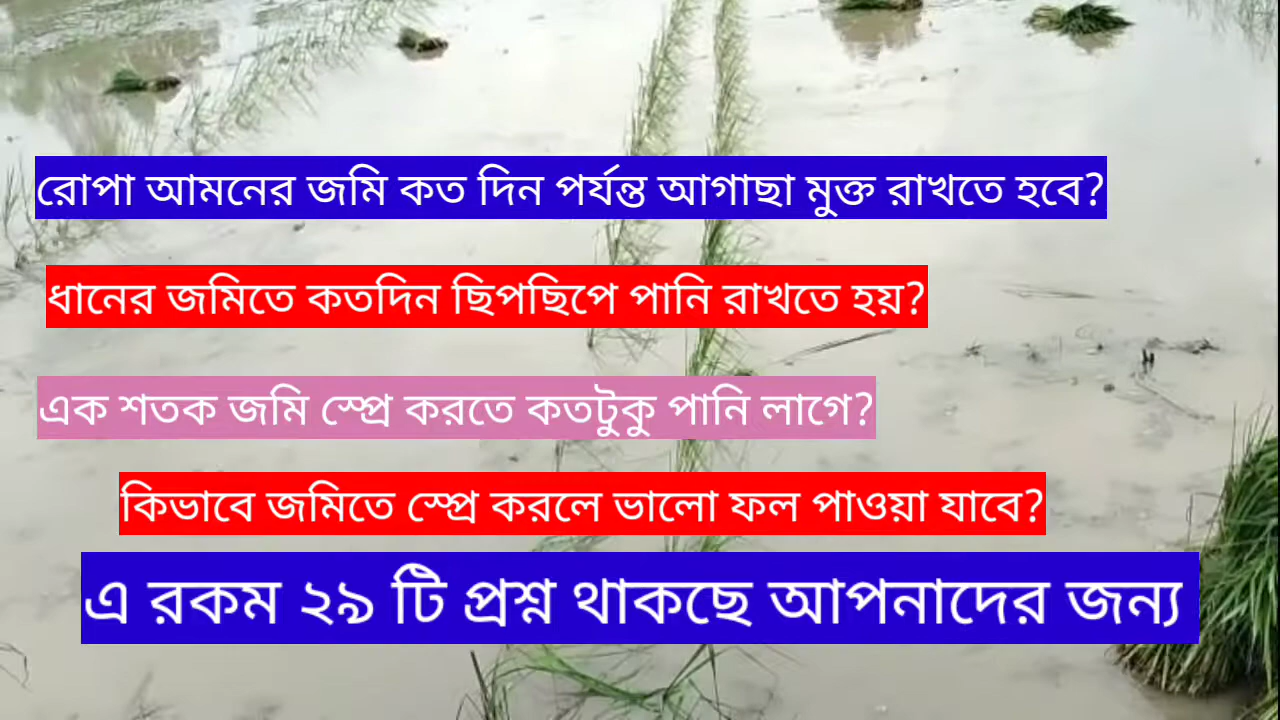 রোপা আমনের জমি কত দিন পর্যন্ত আগাছা মুক্ত রাখতে হবে?
ধানের জমিতে কতদিন ছিপছিপে পানি রাখতে হয়?
এক শতক জমি স্প্রে করতে কতটুকু পানি লাগে?
কিভাবে জমিতে স্প্রে করলে ভালো ফল পাওয়া যাবে?
এ রকম ২৯ টি প্রশ্ন থাকছে আপনাদের জন্য